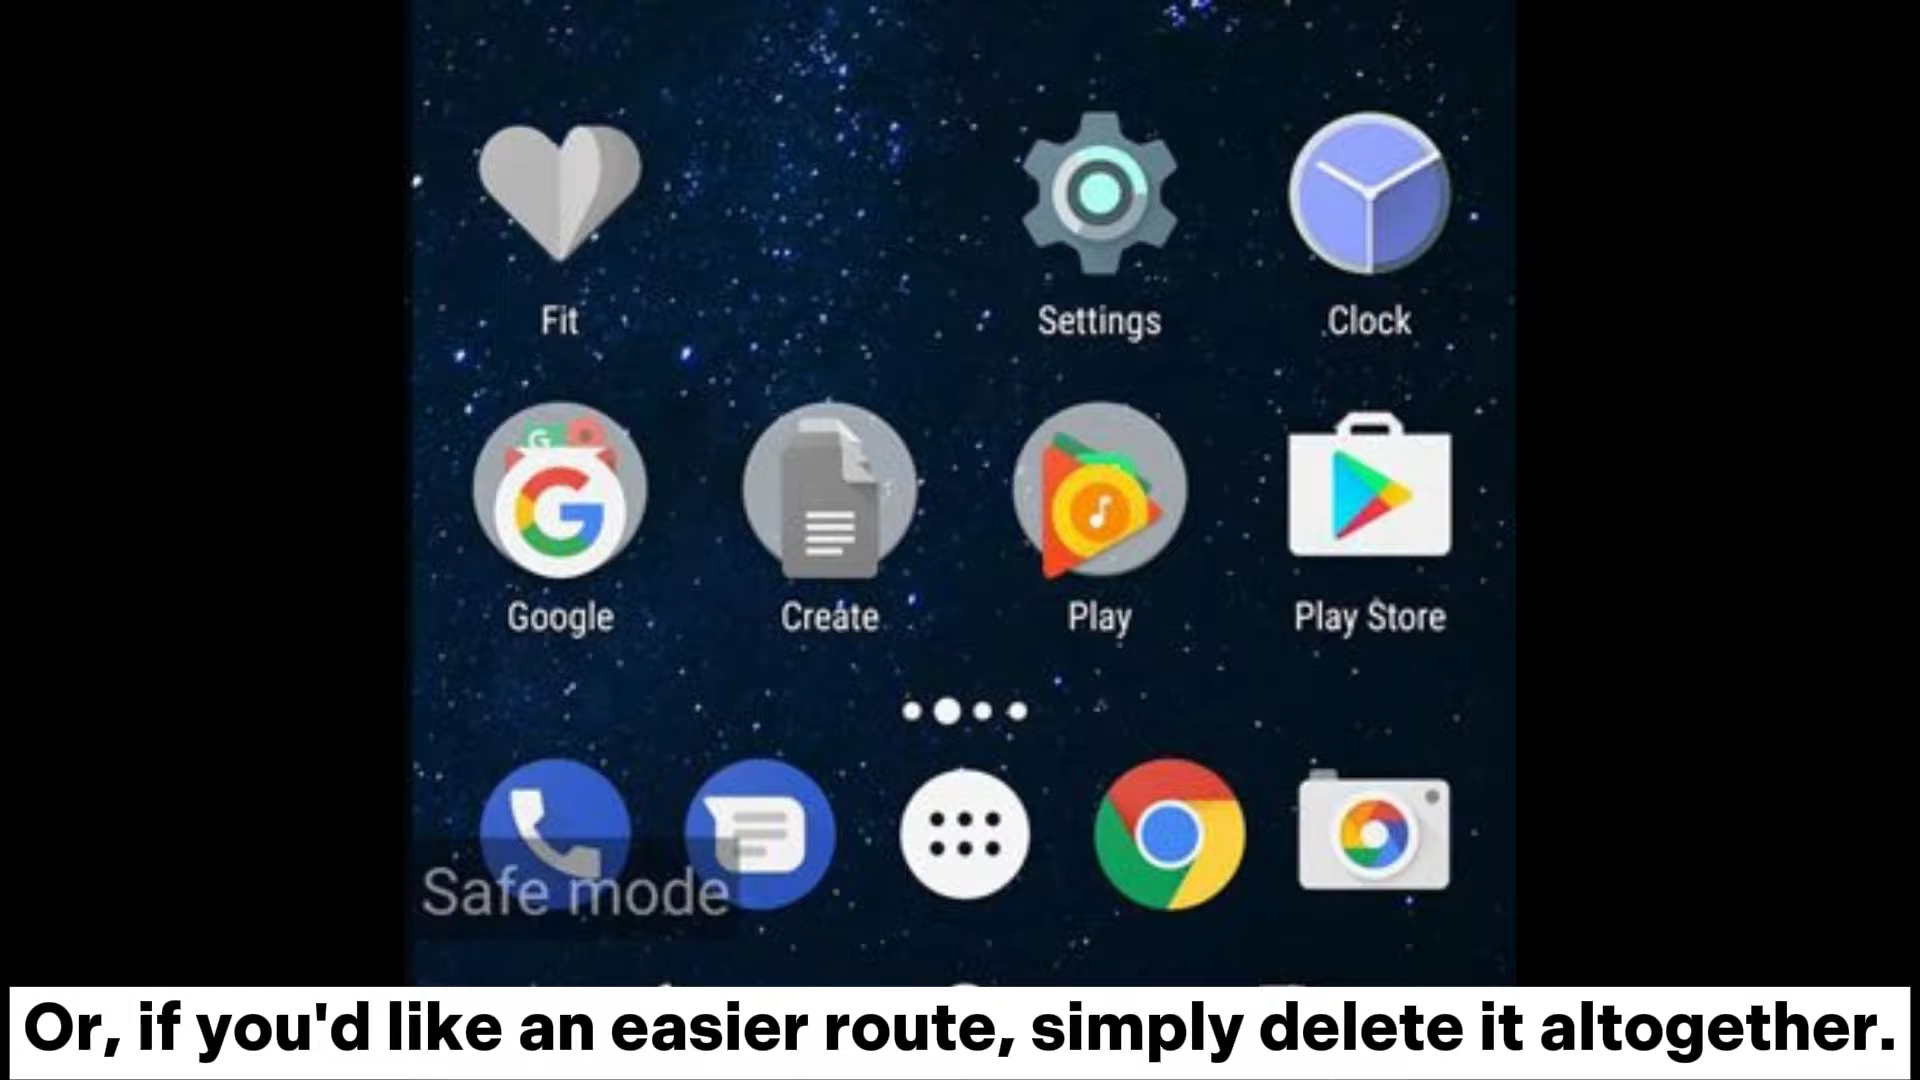 Fit
Settings
Clock
Google
Create
Play
Play Store
Safe mode
Or, if you'd like an easier route, simply delete it altogether.